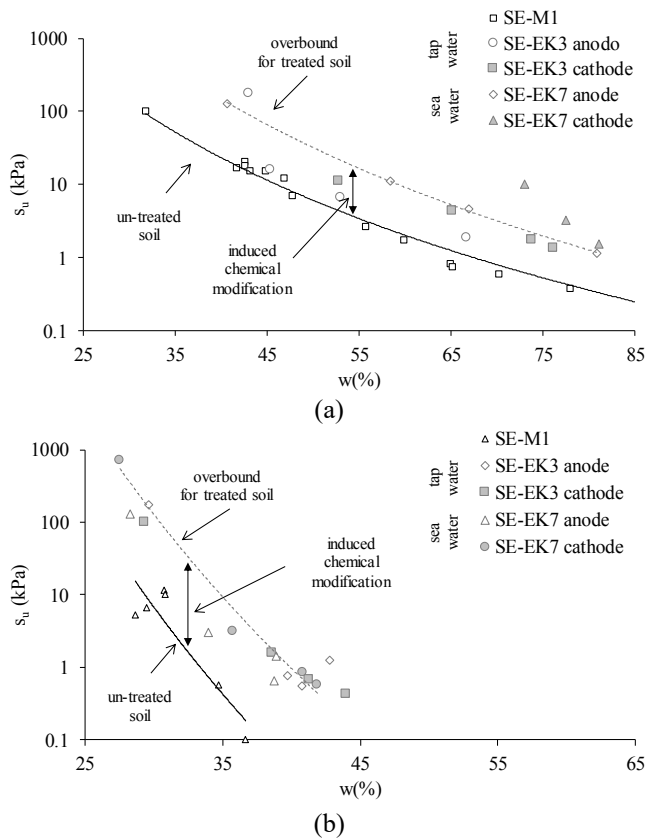 1000
100
10
1
0.1
s_u (kPa)
25
35
45
55
65
75
85
w(%)
overbound
for treated soil
un-treated
soil
induced
chemical
modification
tap
water
sea
water
SE-M1
SE-EK3 anodo
SE-EK3 cathode
SE-EK7 anode
SE-EK7 cathode
(a)
1000
100
10
1
0.1
s_u (kPa)
25
35
45
55
65
w(%)
overbound
for treated soil
induced
chemical
modification
un-treated
soil
tap
water
sea
water
SE-M1
SE-EK3 anode
SE-EK3 cathode
SE-EK7 anode
SE-EK7 cathode
(b)